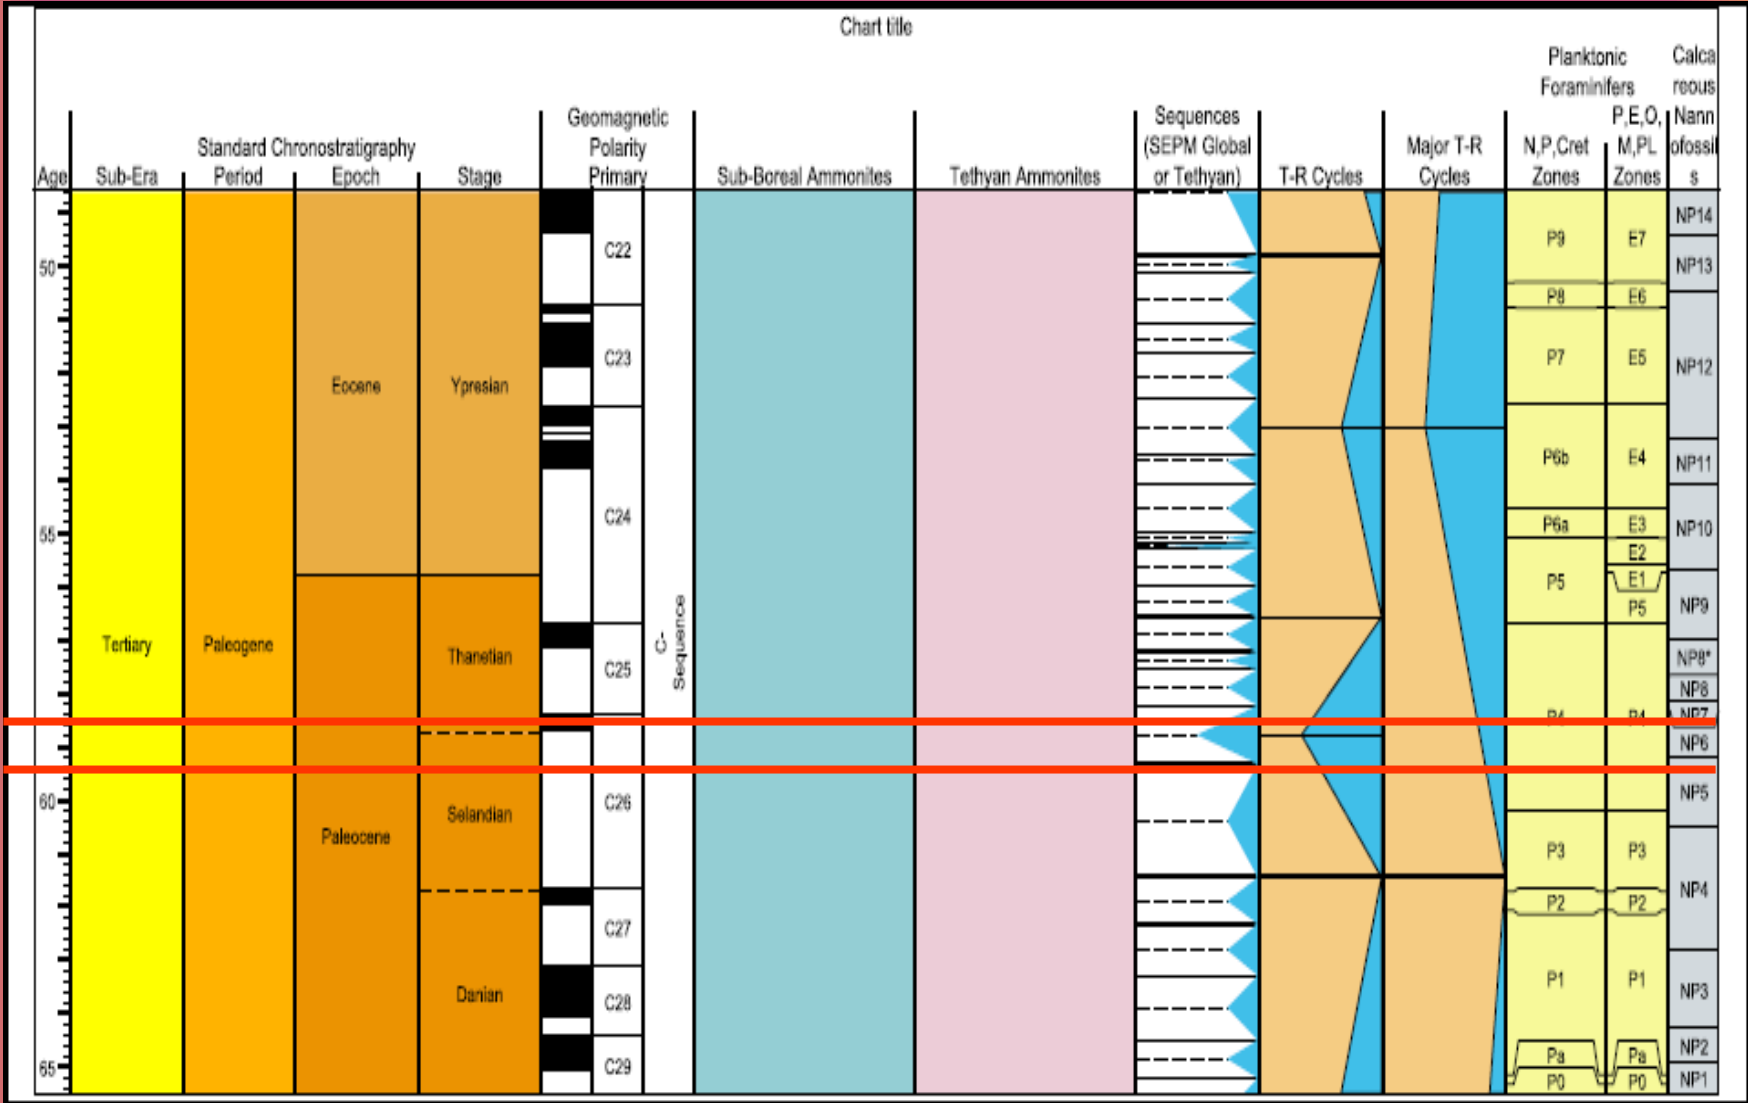 Chart title
Planktonic
Foraminifers
Calca
reous
Nann
ofossil
s
Geomagnetic
Polarity
Primary
Sequences
(SEPM Global
or Tethyan)
P,E,O,
M,PL
Zones
Standard Chronostratigraphy
Major T-R
Cycles
N,P,Cret
Zones
Age
Sub-Era
Period
Epoch
Stage
Sub-Boreal Ammonites
Tethyan Ammonites
T-R Cycles
50
55
60
65
Tertiary
Paleogene
Eocene
Paleocene
Ypresian
Thanetian
Selandian
Danian
C22
C23
C24
C25
C26
C27
C28
C29
C-
Sequence
P9
P8
P7
P6b
P6a
P5
P4
P3
P2
P1
Pa
P0
E7
E6
E5
E4
E3
E2
E1
P5
P4
P3
P2
P1
Pa
P0
NP14
NP13
NP12
NP11
NP10
NP9
NP8*
NP8
NP7
NP6
NP5
NP4
NP3
NP2
NP1